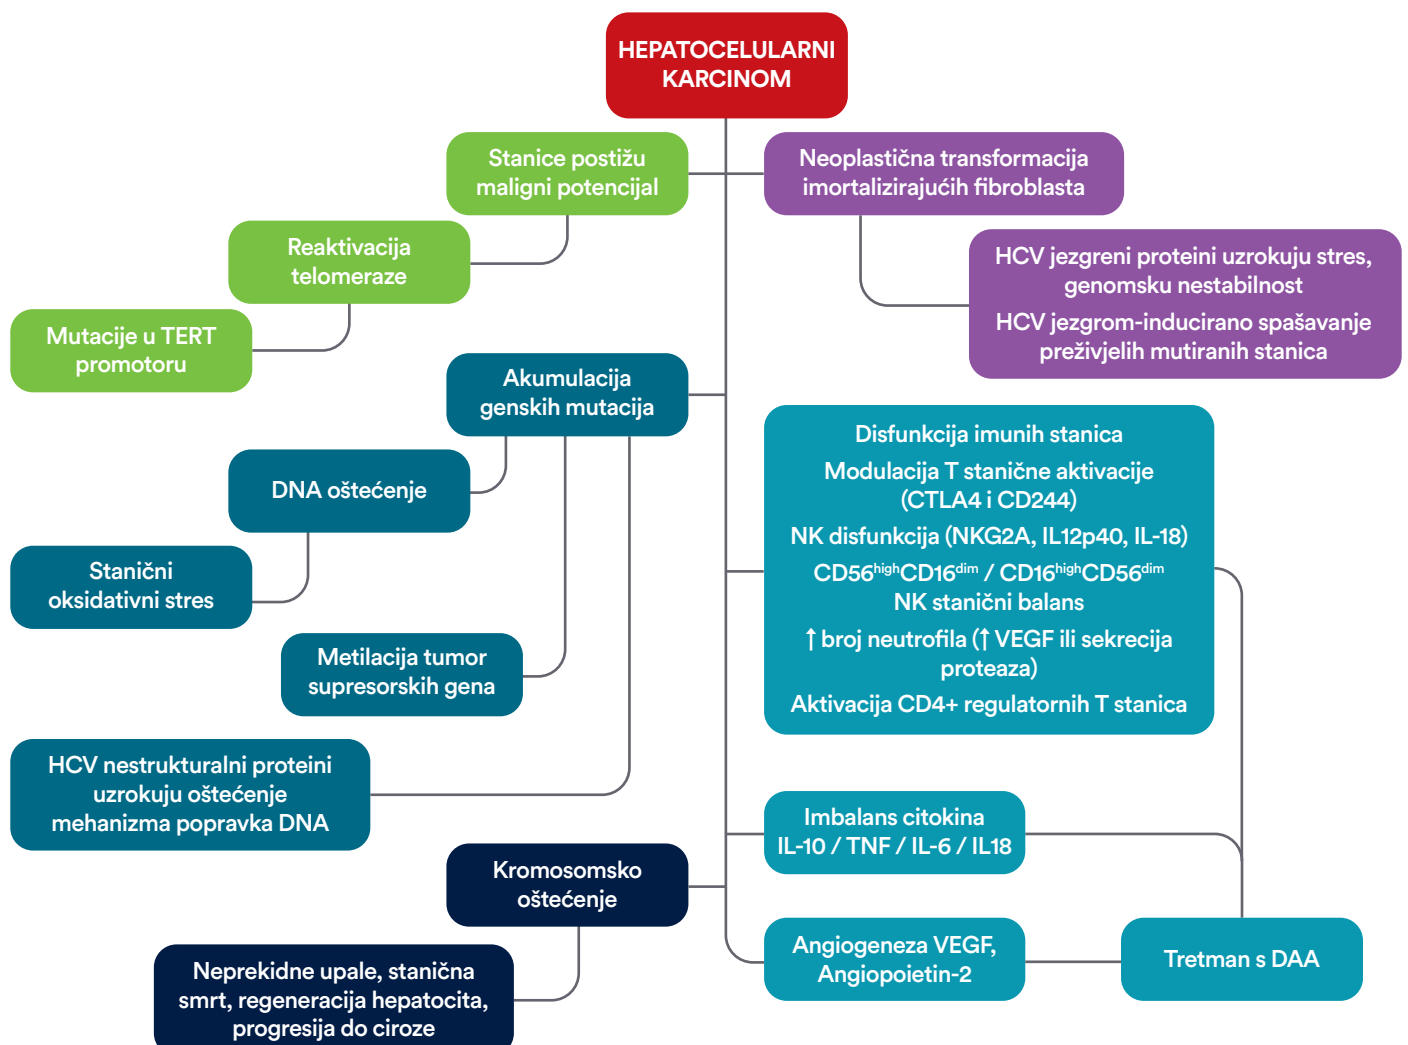 HEPATOCELULARNI
KARCINOM
Stanice postižu
maligni potencijal
Neoplastična transformacija
imortalizirajućih fibroblasta
Reaktivacija
telomeraze
HCV jezgreni proteini uzrokuju stres,
genomsku nestabilnost
HCV jezgrom-inducirano spašavanje
preživjelih mutiranih stanica
Mutacije u TERT
promotoru
Akumulacija
genskih mutacija
DNA oštećenje
Stanični
oksidativni stres
Metilacija tumor
supresorskih gena
HCV nestrukturalni proteini
uzrokuju oštećenje
mehanizma popravka DNA
Disfunkcija imunih stanica
Modulacija T stanične aktivacije
(CTLA4 i CD244)
NK disfunkcija (NKG2A, IL12p40, IL-18)
CD56highCD16dim / CD16highCD56dim
NK stanični balans
↑ broj neutrofila (↑ VEGF ili sekrecija
proteaza)
Aktivacija CD4+ regulatornih T stanica
Imbalans citokina
IL-10 / TNF / IL-6 / IL18
Kromosomsko
oštećenje
Neprekidne upale, stanična
smrt, regeneracija hepatocita,
progresija do ciroze
Angiogeneza VEGF,
Angiopoietin-2
Tretman s DAA